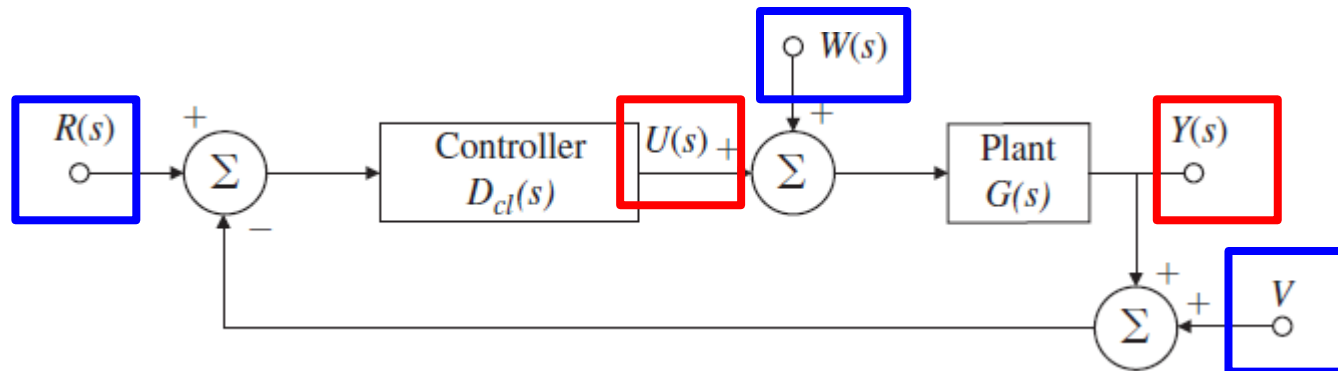 W(s)
R(s)
+
Σ
−
Controller
D_cl(s)
U(s)
+
+
Σ
Plant
G(s)
Y(s)
+
+
Σ
V